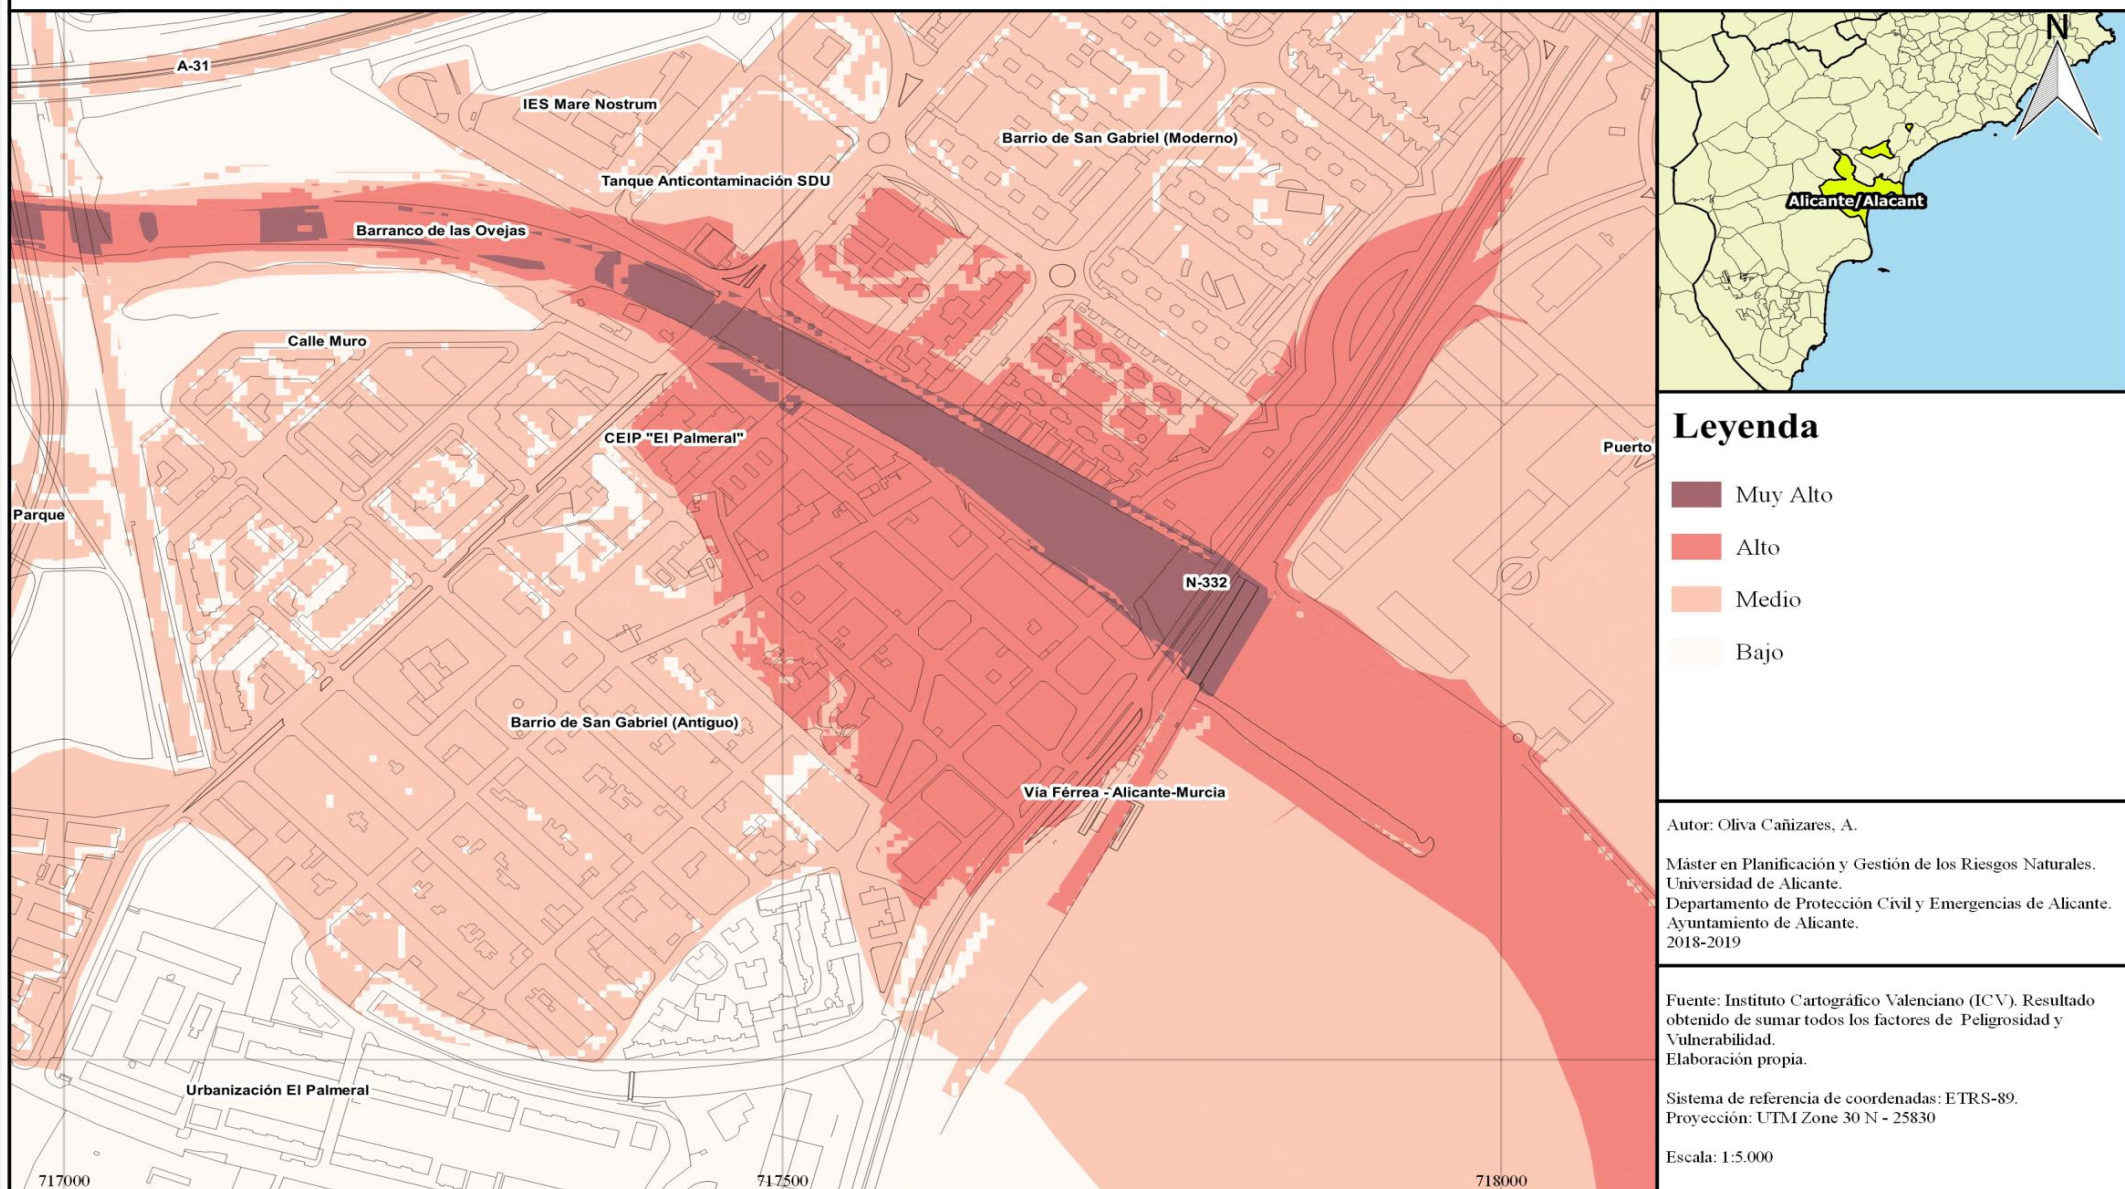 A-31
IES Mare Nostrum
Barrio de San Gabriel (Moderno)
Tanque Anticontaminación SDU
Barranco de las Ovejas
Calle Muro
CEIP "El Palmeral"
Puerto
Parque
N-332
Barrio de San Gabriel (Antiguo)
Vía Férrea - Alicante-Murcia
Urbanización El Palmeral
717000
717500
718000
N
Alicante/Alacant
Leyenda
Muy Alto
Alto
Medio
Bajo
Autor: Oliva Cañizares, A.
Máster en Planificación y Gestión de los Riesgos Naturales.
Universidad de Alicante.
Departamento de Protección Civil y Emergencias de Alicante.
Ayuntamiento de Alicante.
2018-2019
Fuente: Instituto Cartográfico Valenciano (ICV). Resultado
obtenido de sumar todos los factores de Peligrosidad y
Vulnerabilidad.
Elaboración propia.
Sistema de referencia de coordenadas: ETRS-89.
Proyección: UTM Zone 30 N - 25830
Escala: 1:5.000